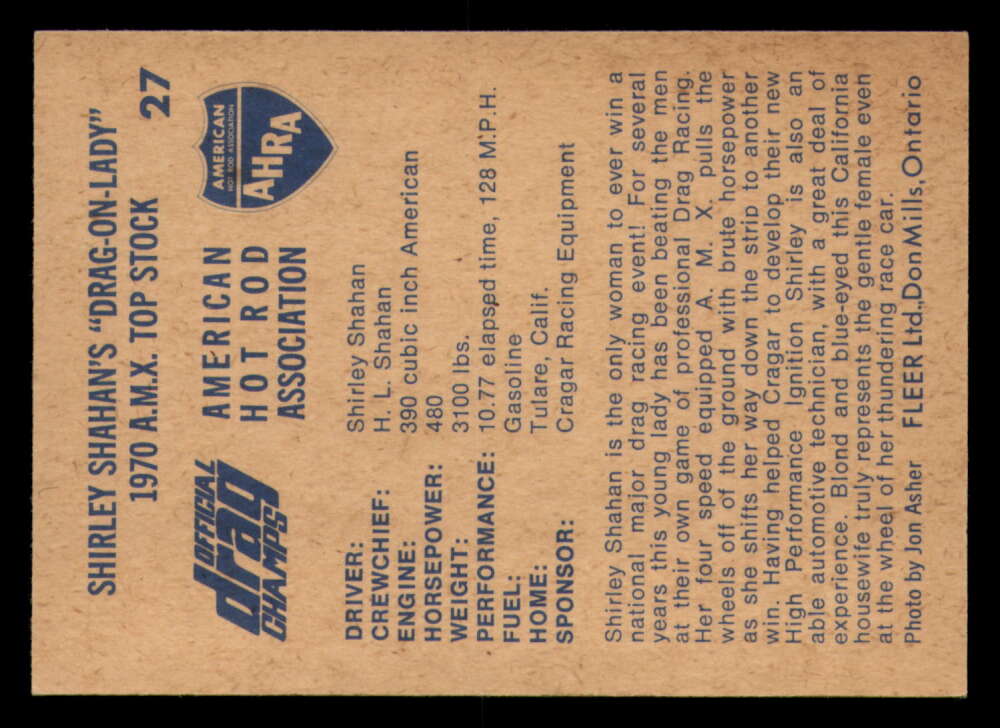 SHIRLEY SHAHAN'S "DRAG-ON-LADY"
1970 A.M.X. TOP STOCK 27
OFFICIAL
drag
CHAMPS
AMERICAN
HOT ROD
ASSOCIATION
AMERICAN
HOT ROD ASSOCIATION
AHRA
DRIVER: Shirley Shahan
CREWCHIEF: H. L. Shahan
ENGINE: 390 cubic inch American
HORSEPOWER: 480
WEIGHT: 3100 lbs.
PERFORMANCE: 10.77 elapsed time, 128 M.P.H.
FUEL: Gasoline
HOME: Tulare, Calif.
SPONSOR: Cragar Racing Equipment
Shirley Shahan is the only woman to ever win a
national major drag racing event! For several
years this young lady has been beating the men
at their own game of professional Drag Racing.
Her four speed equipped A. M. X. pulls the
wheels off of the ground with brute horsepower
as she shifts her way down the strip to another
win. Having helped Cragar to develop their new
High Performance Ignition Shirley is also an
able automotive technician, with a great deal of
experience. Blond and blue-eyed this California
housewife truly represents the gentle female even
at the wheel of her thundering race car.
Photo by Jon Asher FLEER Ltd., Don Mills, Ontario